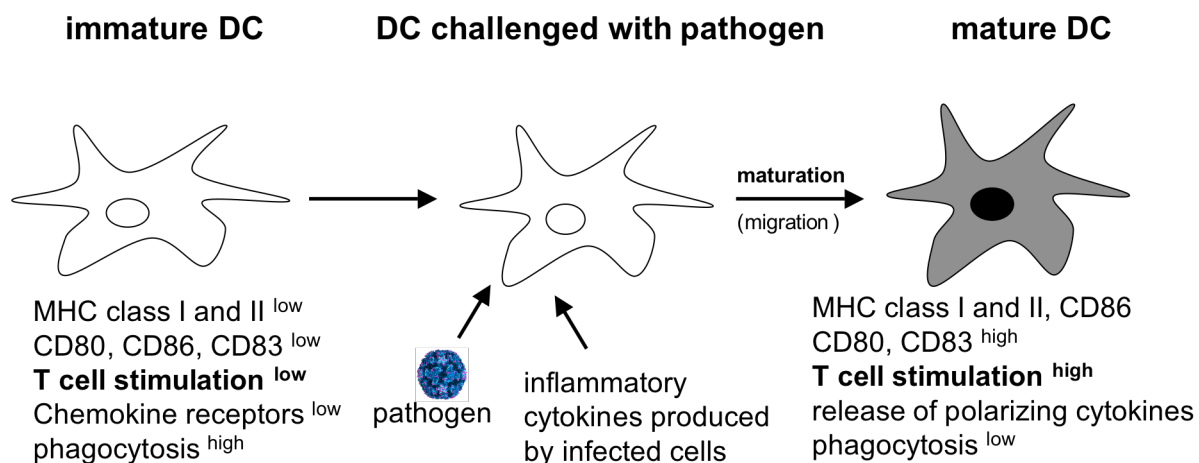 immature DC
DC challenged with pathogen
mature DC
maturation
(migration )
MHC class I and II low
CD80, CD86, CD83 low
T cell stimulation low
Chemokine receptors low
phagocytosis high
pathogen
inflammatory
cytokines produced
by infected cells
MHC class I and II, CD86
CD80, CD83 high
T cell stimulation high
release of polarizing cytokines
phagocytosis low